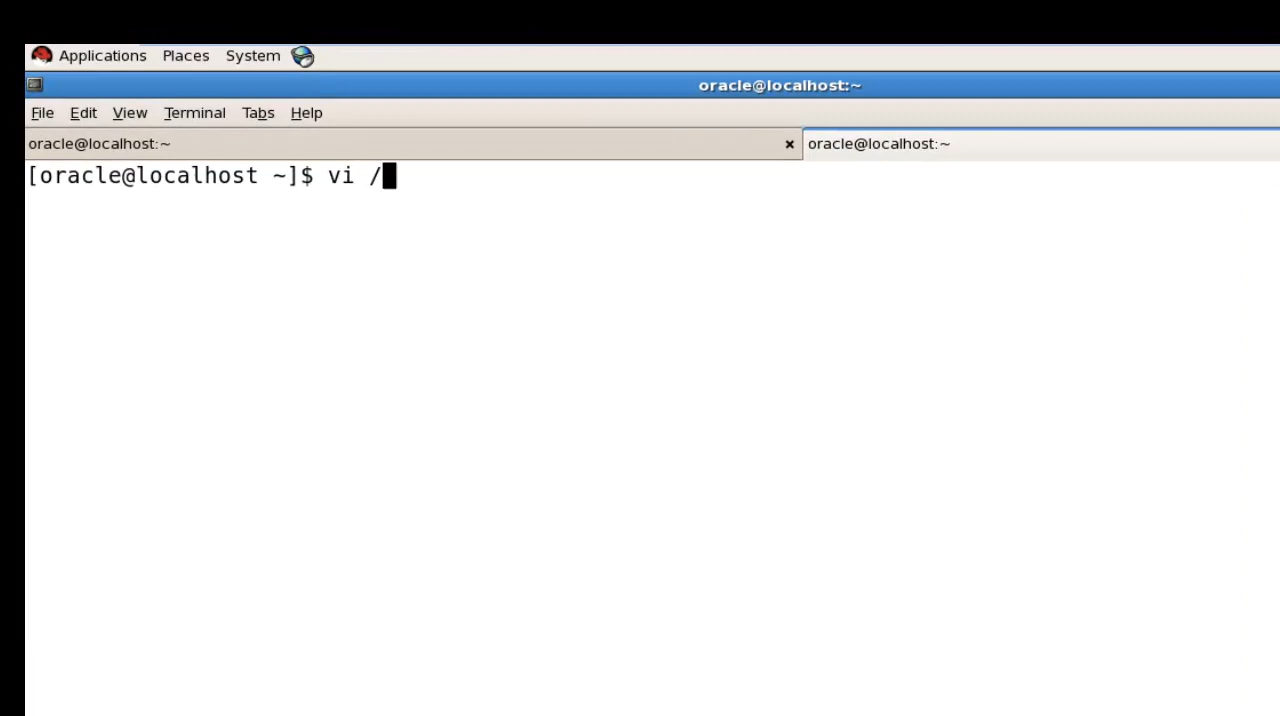 Applications Places System
oracle@localhost:~
File Edit View Terminal Tabs Help
oracle@localhost:~ × oracle@localhost:~
[oracle@localhost ~]$ vi /